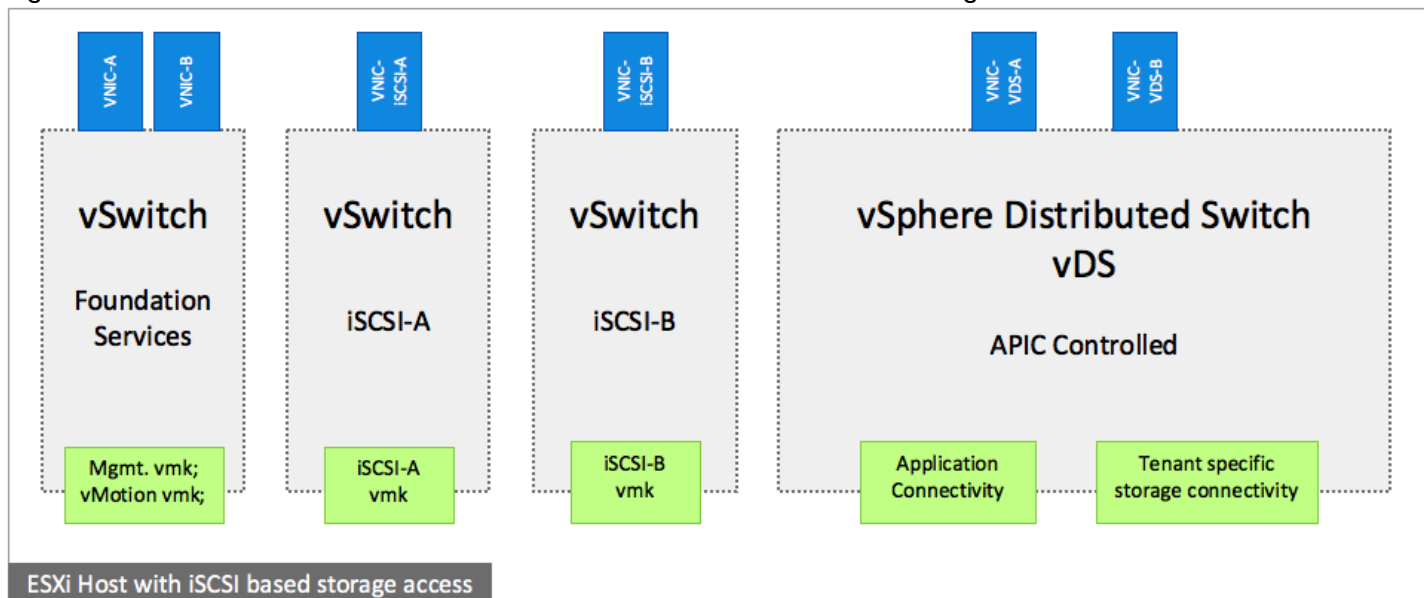 VNIC-A
VNIC-B
VNIC-
iSCSI-A
VNIC-
iSCSI-B
VNIC-
VDS-A
VNIC-
VDS-B
vSwitch
Foundation
Services
Mgmt. vmk;
vMotion vmk;
vSwitch
iSCSI-A
iSCSI-A
vmk
vSwitch
iSCSI-B
iSCSI-B
vmk
vSphere Distributed Switch
vDS
APIC Controlled
Application
Connectivity
Tenant specific
storage connectivity
ESXi Host with iSCSI based storage access